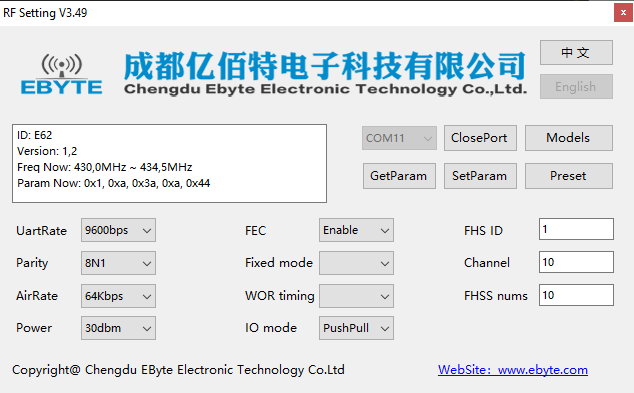 RF Setting V3.49
成都亿佰特电子科技有限公司
EBYTE
Chengdu Ebyte Electronic Technology Co.,Ltd.
中 文
English
ID: E62
Version: 1,2
Freq Now: 430,0MHz ~ 434,5MHz
Param Now: 0x1, 0xa, 0x3a, 0xa, 0x44
COM11
ClosePort
Models
GetParam
SetParam
Preset
UartRate 9600bps FEC Enable FHS ID 1
Parity 8N1 Fixed mode Channel 10
AirRate 64Kbps WOR timing FHSS nums 10
Power 30dbm IO mode PushPull
Copyright@ Chengdu EByte Electronic Technology Co.Ltd
WebSite：www.ebyte.com